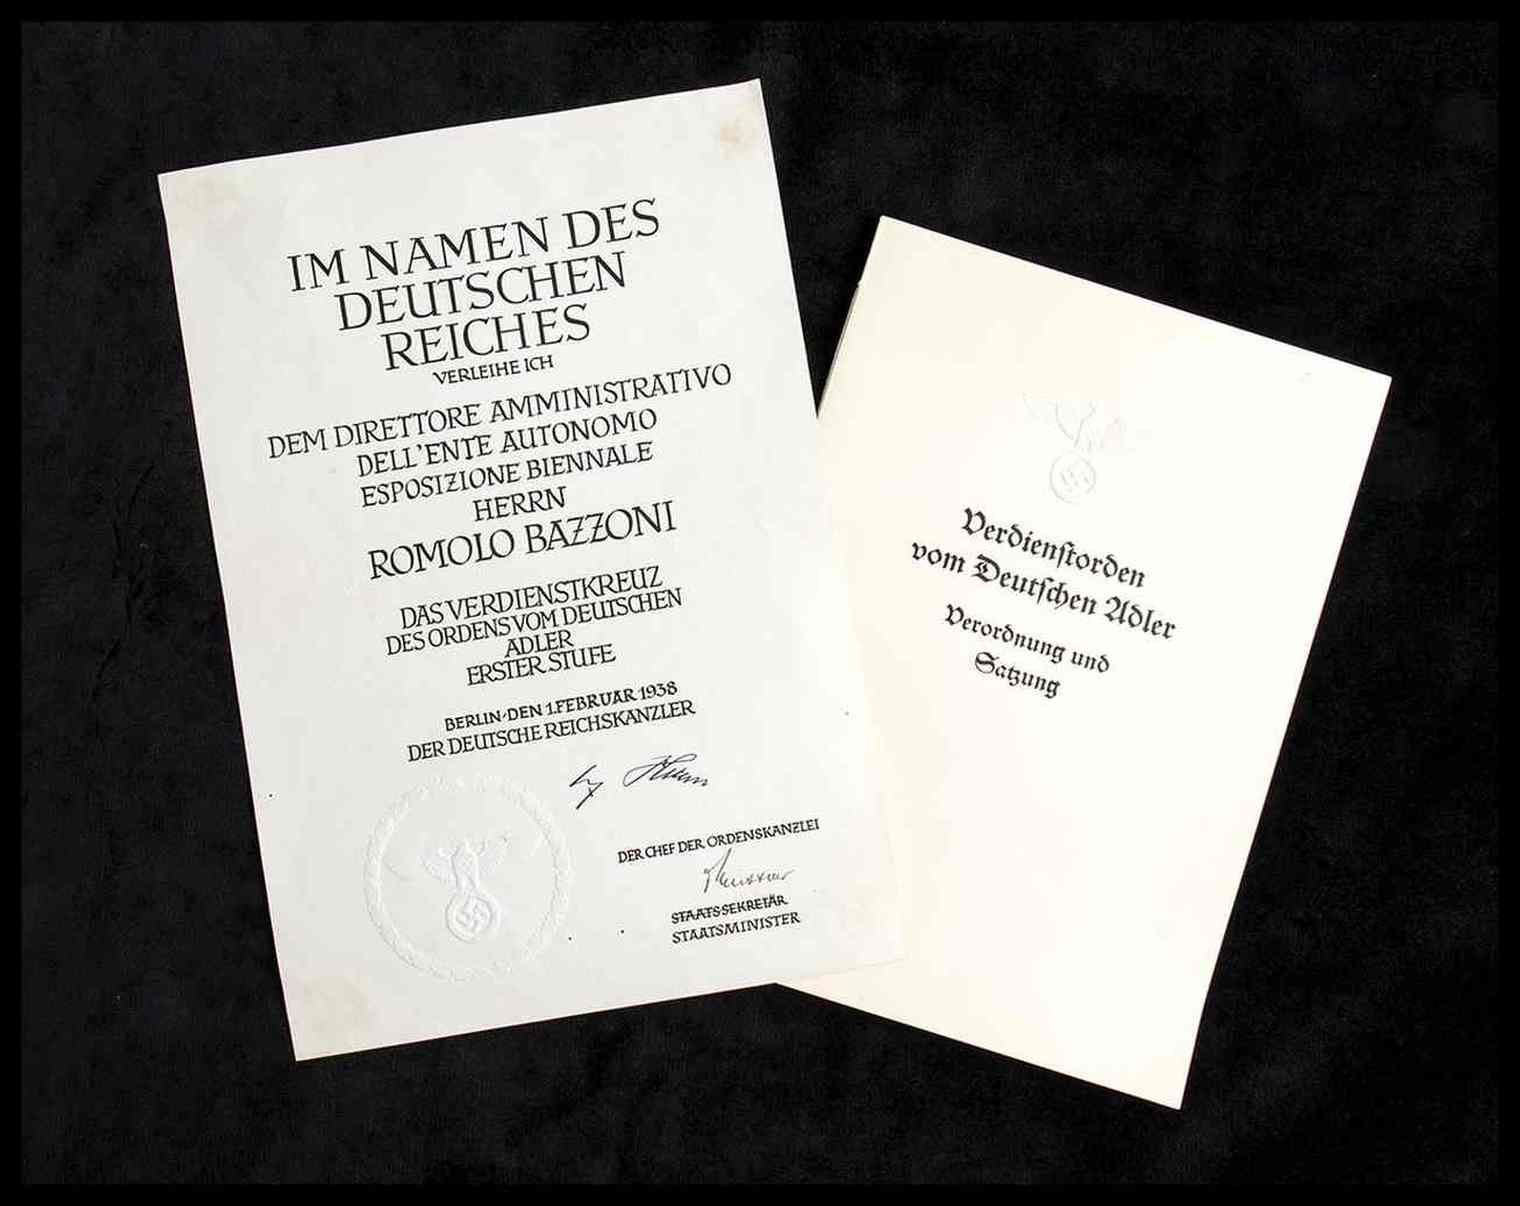 IM NAMEN DES
DEUTSCHEN
REICHES
VERLEIHE ICH
DEM DIRETTORE AMMINISTRATIVO
DELL'ENTE AUTONOMO
ESPOSIZIONE BIENNALE
HERRN
ROMOLO BAZZONI
DAS VERDIENSTKREUZ
DES ORDENS VOM DEUTSCHEN
ADLER
ERSTER STUFE
BERLIN·DEN 1.FEBRUAR 1938
DER DEUTSCHE REICHSKANZLER
DER CHEF DER ORDENSKANZLEI
STAATSSEKRETÄR
STAATSMINISTER
Verdienstorden
vom Deutschen Adler
Verordnung und
Satzung